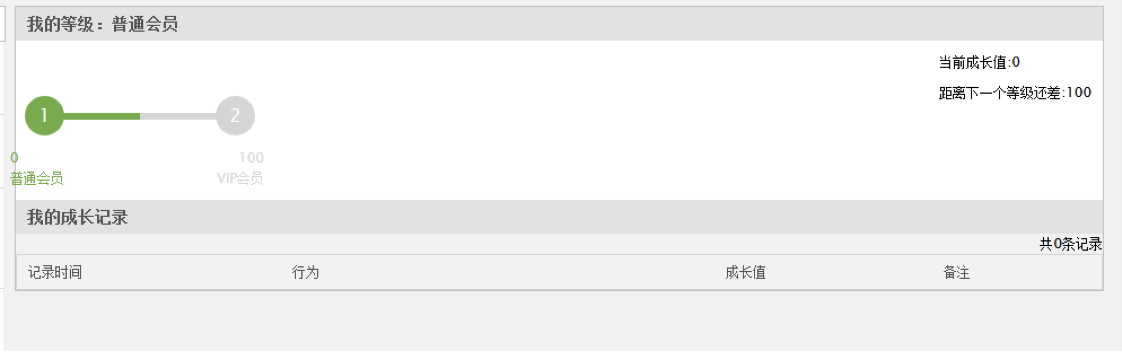 我的等级：普通会员
当前成长值:0
距离下一个等级还差:100
1 2
0 100
普通会员 VIP会员
我的成长记录
共0条记录
记录时间 行为 成长值 备注